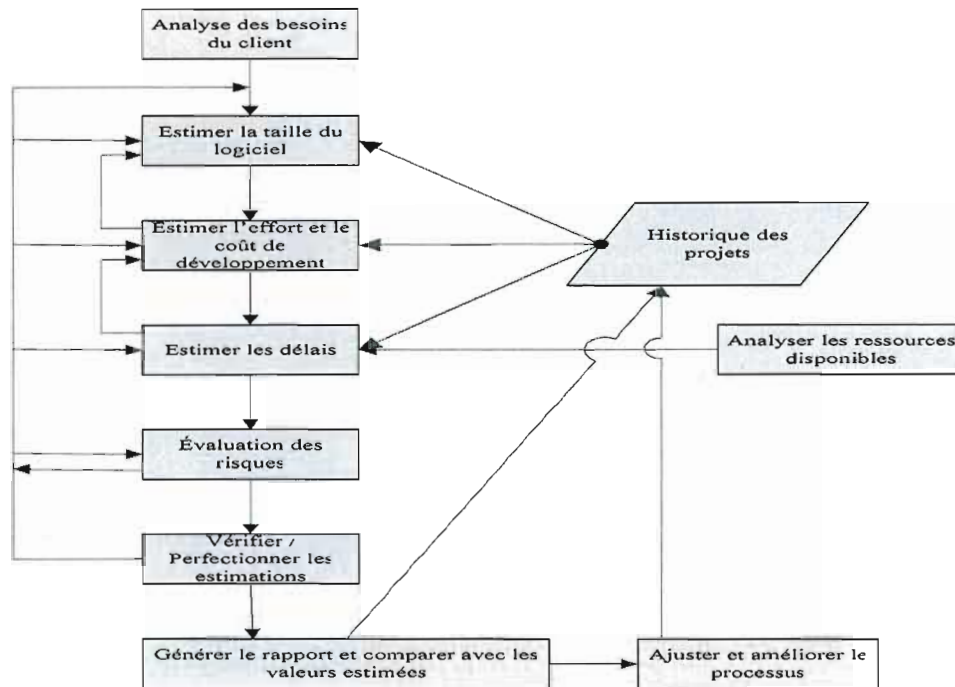 Analyse des besoins
du client
Estimer la taille du
logiciel
Estimer l'effort et le
coût de
développement
Historique des
projets
Estimer les délais
Analyser les ressources
disponibles
Évaluation des
risques
Vérifier /
Perfectionner les
estimations
Générer le rapport et comparer avec les
valeurs estimées
Ajuster et améliorer le
processus